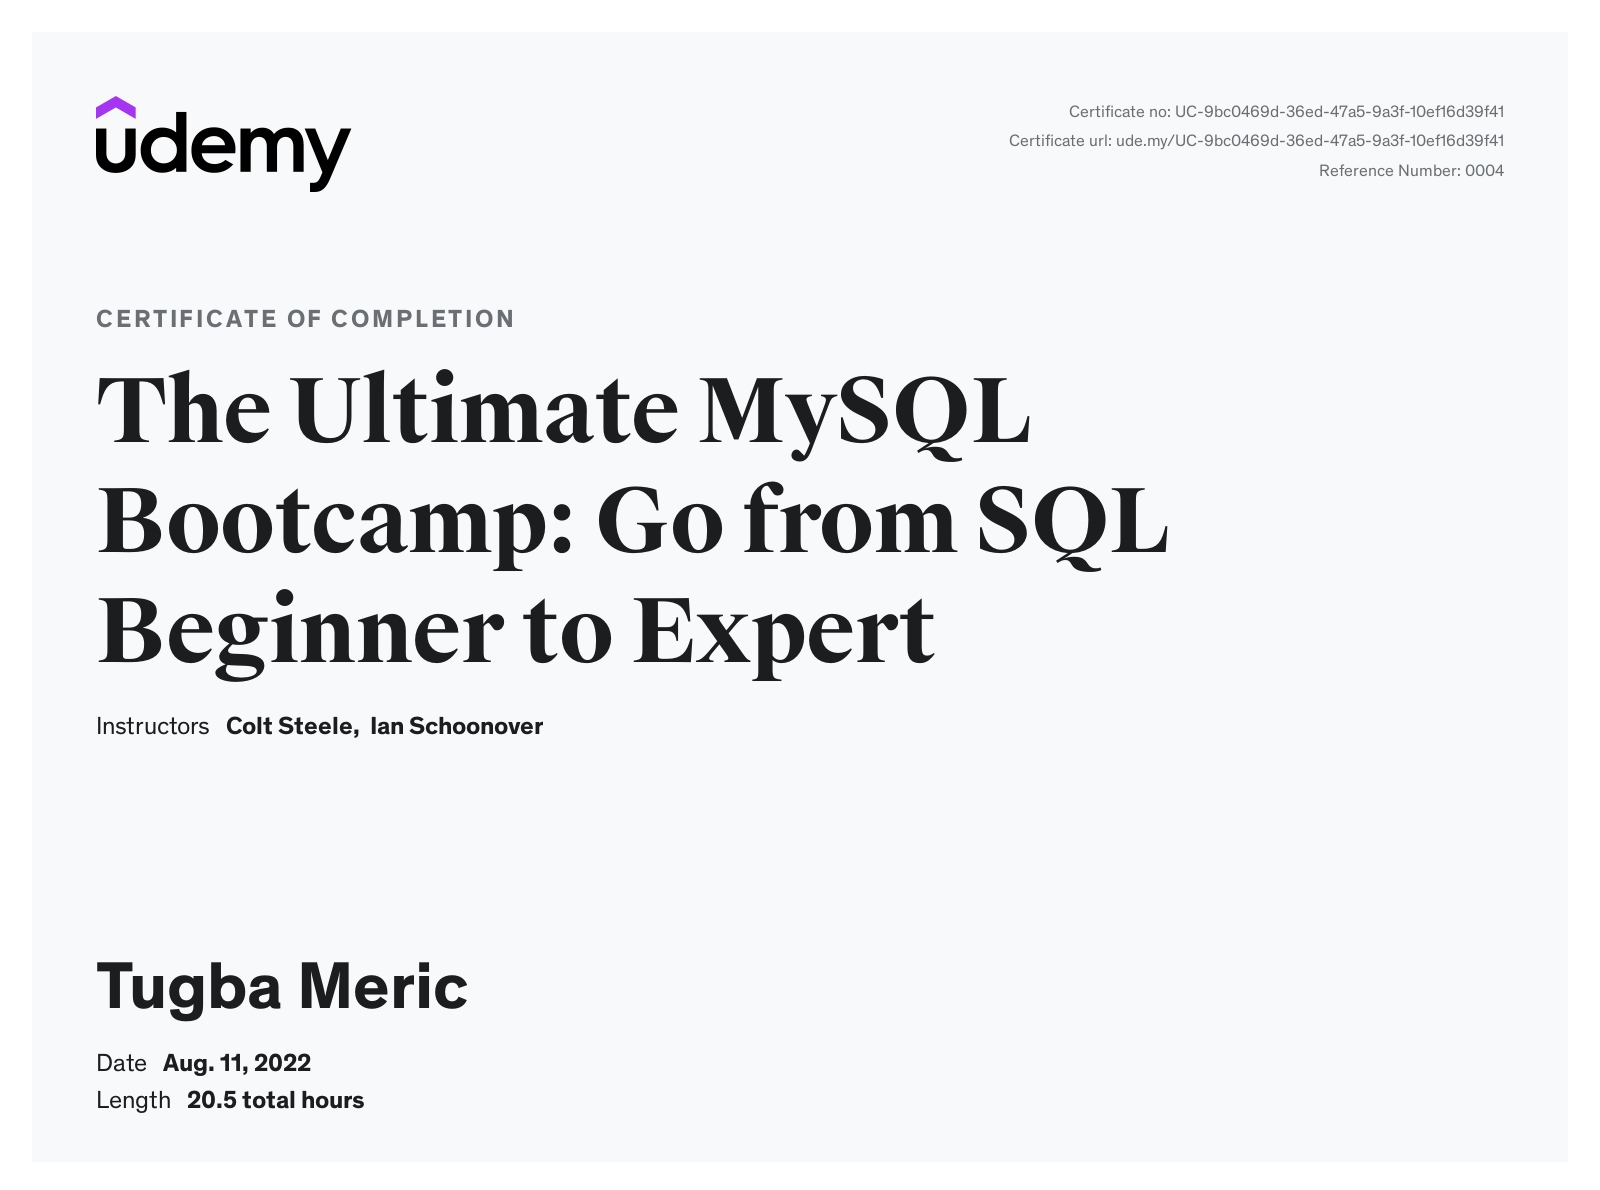 udemy
Certificate no: UC-9bc0469d-36ed-47a5-9a3f-10ef16d39f41
Certificate url: ude.my/UC-9bc0469d-36ed-47a5-9a3f-10ef16d39f41
Reference Number: 0004
CERTIFICATE OF COMPLETION
The Ultimate MySQL
Bootcamp: Go from SQL
Beginner to Expert
Instructors Colt Steele, Ian Schoonover
Tugba Meric
Date Aug. 11, 2022
Length 20.5 total hours